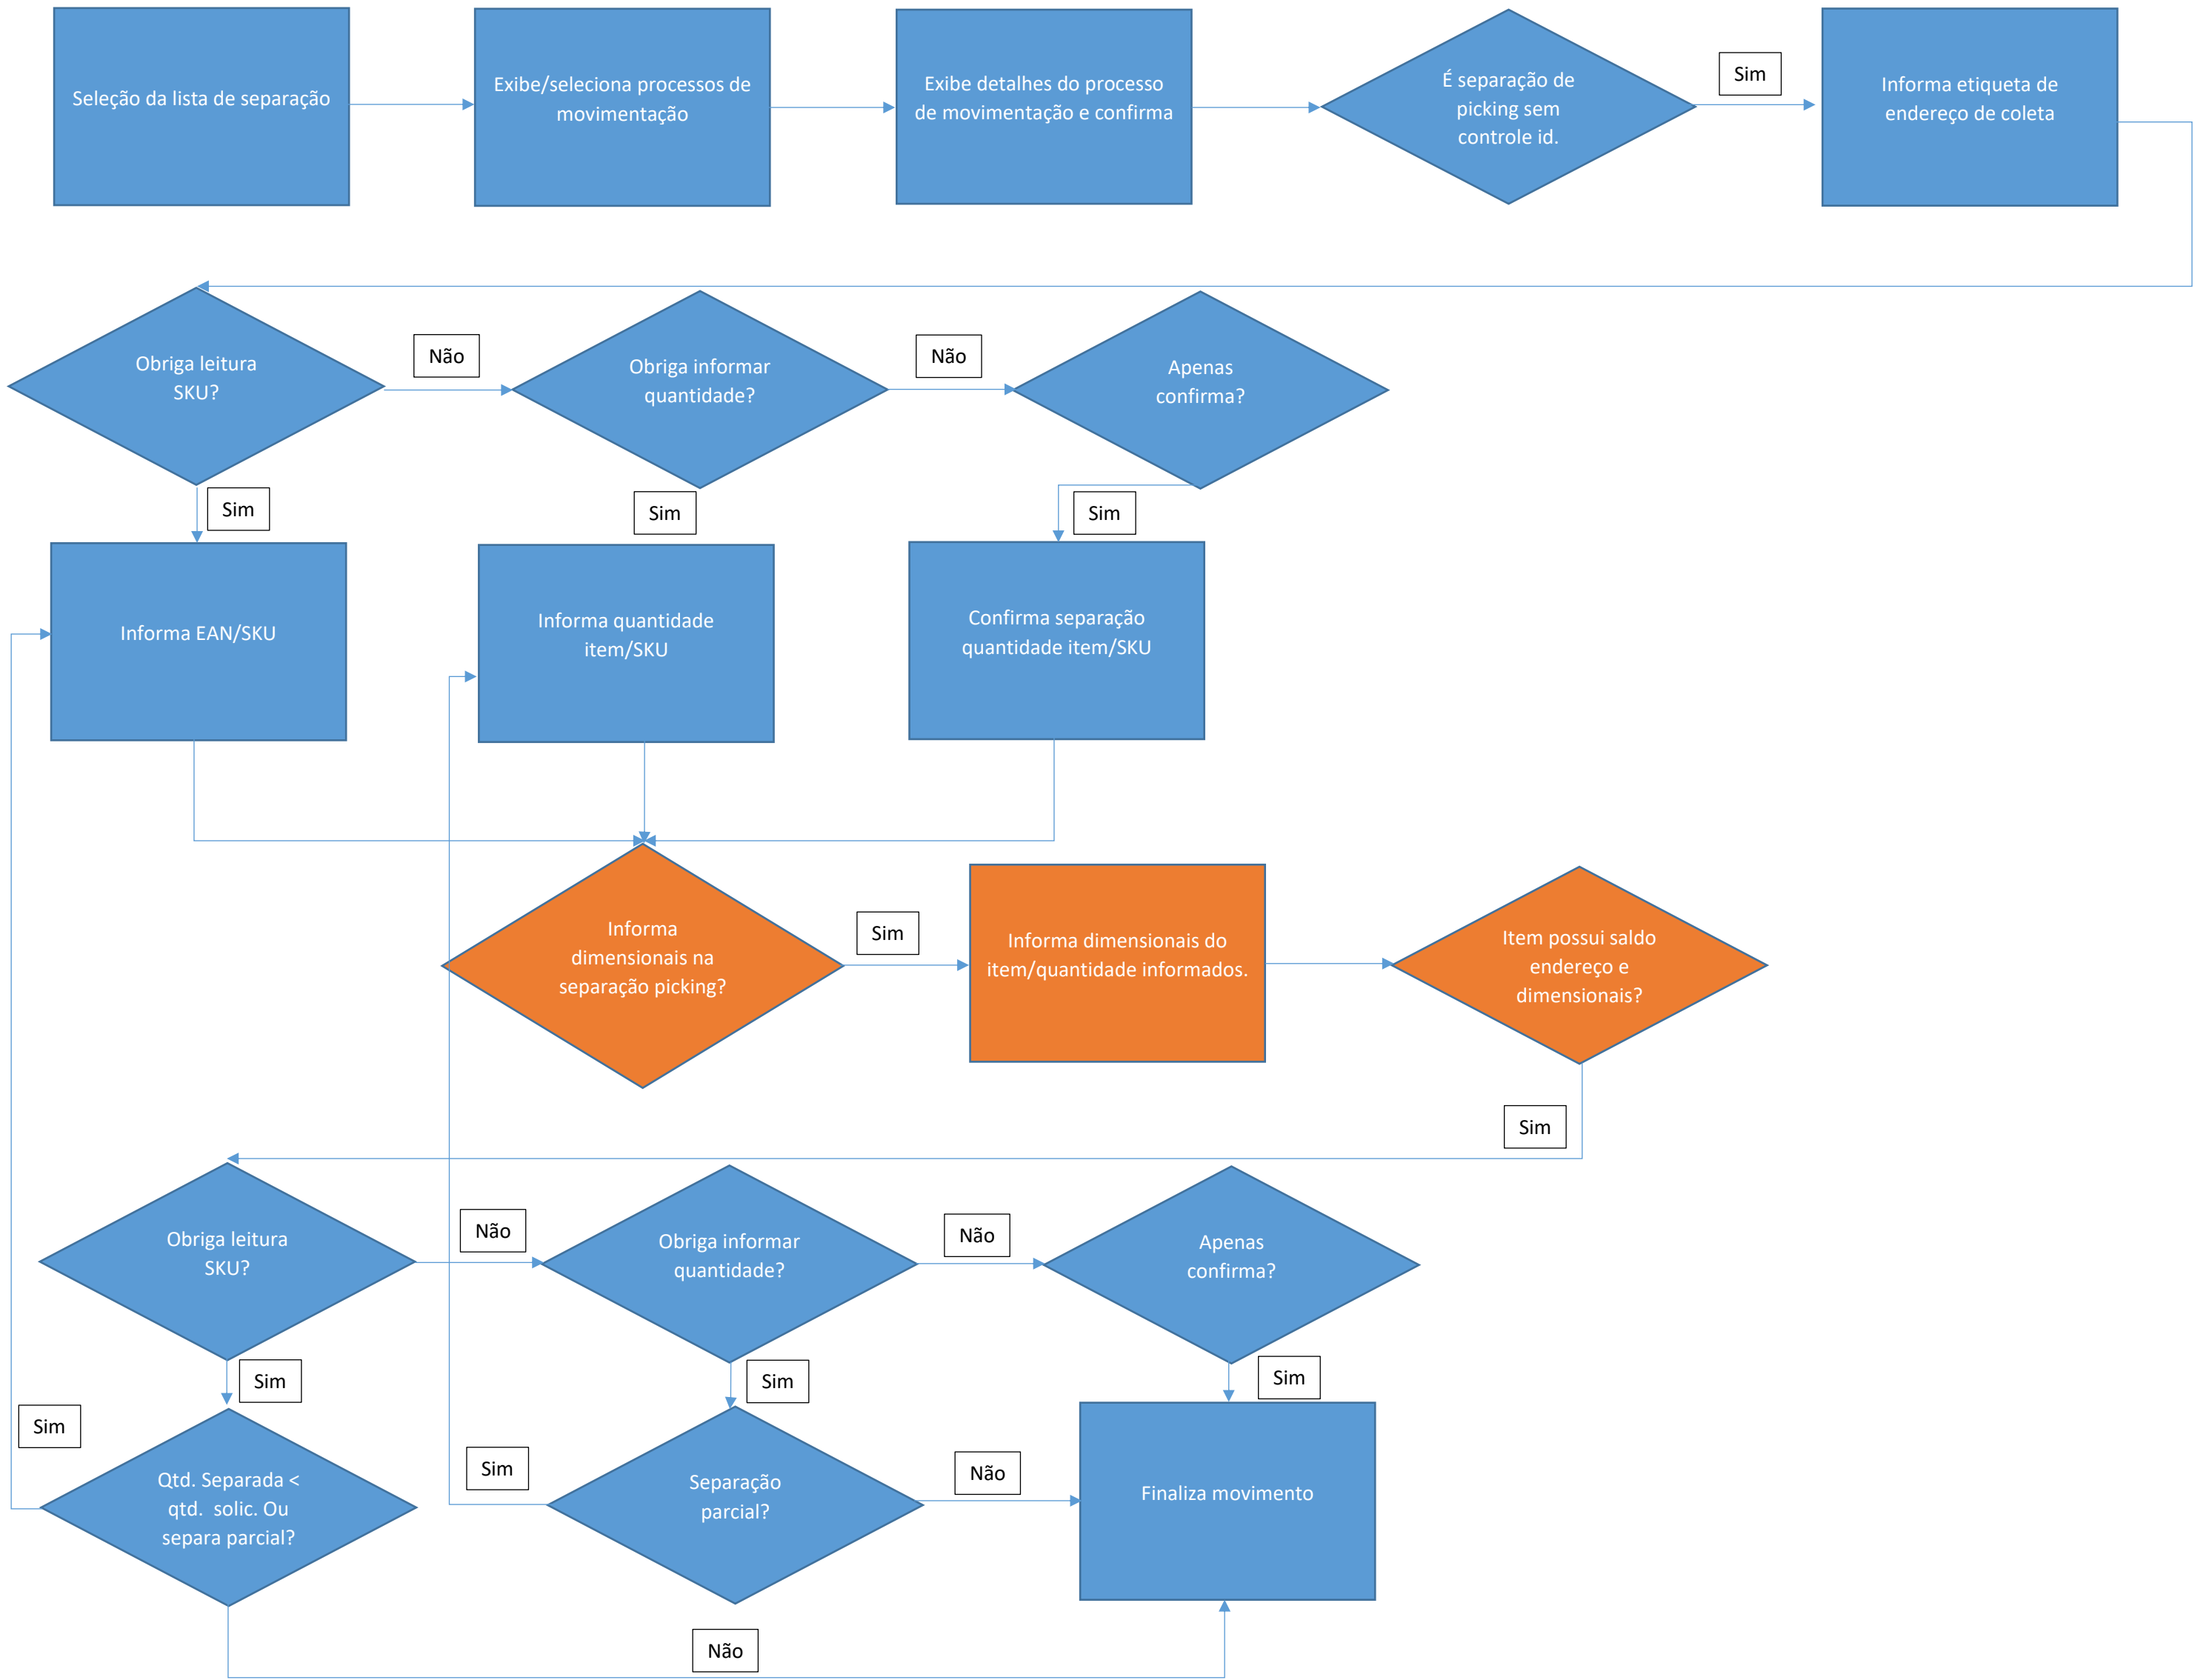 Seleção da lista de separação
Exibe/seleciona processos de
movimentação
Exibe detalhes do processo
de movimentação e confirma
É separação de
picking sem
controle id.
Sim
Informa etiqueta de
endereço de coleta
Obriga leitura
SKU?
Não
Obriga informar
quantidade?
Não
Apenas
confirma?
Sim
Sim
Sim
Informa EAN/SKU
Informa quantidade
item/SKU
Confirma separação
quantidade item/SKU
Informa
dimensionais na
separação picking?
Sim
Informa dimensionais do
item/quantidade informados.
Item possui saldo
endereço e
dimensionais?
Sim
Obriga leitura
SKU?
Não
Obriga informar
quantidade?
Não
Apenas
confirma?
Sim
Sim
Sim
Sim
Qtd. Separada <
qtd.  solic. Ou
separa parcial?
Sim
Separação
parcial?
Não
Finaliza movimento
Não